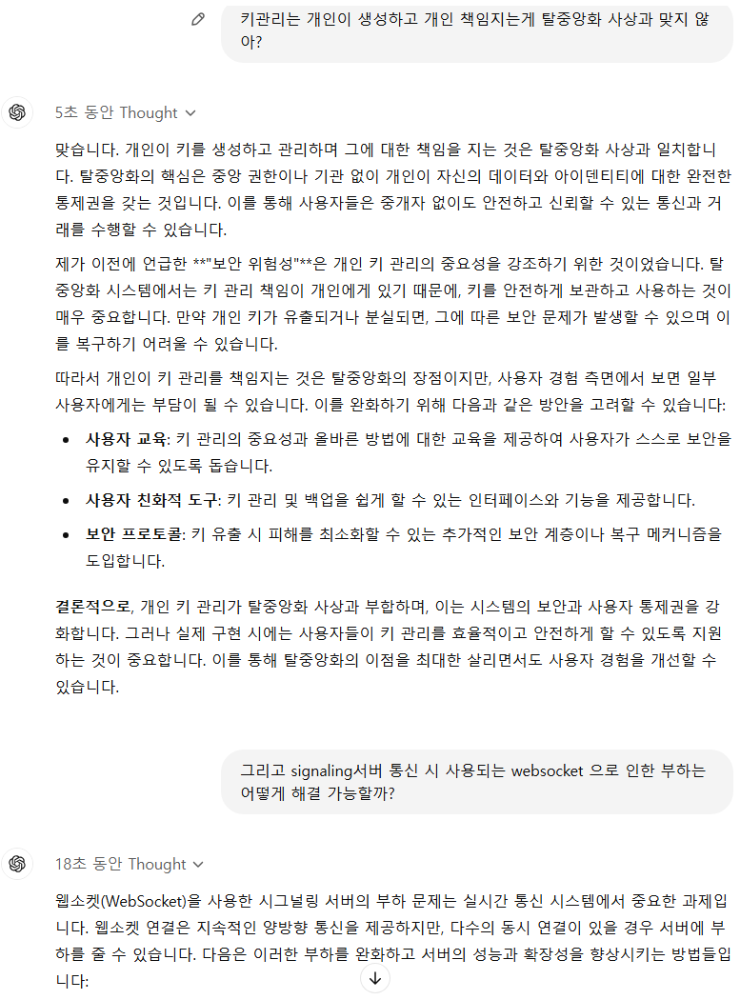 키관리는 개인이 생성하고 개인 책임지는게 탈중앙화 사상과 맞지 않
아?
5초 동안 Thought
맞습니다. 개인이 키를 생성하고 관리하며 그에 대한 책임을 지는 것은 탈중앙화 사상과 일치합니
다. 탈중앙화의 핵심은 중앙 권한이나 기관 없이 개인이 자신의 데이터와 아이덴티티에 대한 완전한
통제권을 갖는 것입니다. 이를 통해 사용자들은 중개자 없이도 안전하고 신뢰할 수 있는 통신과 거
래를 수행할 수 있습니다.
제가 이전에 언급한 **"보안 위험성"**은 개인 키 관리의 중요성을 강조하기 위한 것이었습니다. 탈
중앙화 시스템에서는 키 관리 책임이 개인에게 있기 때문에, 키를 안전하게 보관하고 사용하는 것이
매우 중요합니다. 만약 개인 키가 유출되거나 분실되면, 그에 따른 보안 문제가 발생할 수 있으며 이
를 복구하기 어려울 수 있습니다.
따라서 개인이 키 관리를 책임지는 것은 탈중앙화의 장점이지만, 사용자 경험 측면에서 보면 일부
사용자에게는 부담이 될 수 있습니다. 이를 완화하기 위해 다음과 같은 방안을 고려할 수 있습니다:
• 사용자 교육: 키 관리의 중요성과 올바른 방법에 대한 교육을 제공하여 사용자가 스스로 보안을
유지할 수 있도록 돕습니다.
• 사용자 친화적 도구: 키 관리 및 백업을 쉽게 할 수 있는 인터페이스와 기능을 제공합니다.
• 보안 프로토콜: 키 유출 시 피해를 최소화할 수 있는 추가적인 보안 계층이나 복구 메커니즘을
도입합니다.
결론적으로, 개인 키 관리가 탈중앙화 사상과 부합하며, 이는 시스템의 보안과 사용자 통제권을 강
화합니다. 그러나 실제 구현 시에는 사용자들이 키 관리를 효율적이고 안전하게 할 수 있도록 지원
하는 것이 중요합니다. 이를 통해 탈중앙화의 이점을 최대한 살리면서도 사용자 경험을 개선할 수
있습니다.
그리고 signaling서버 통신 시 사용되는 websocket 으로 인한 부하는
어떻게 해결 가능할까?
18초 동안 Thought
웹소켓(WebSocket)을 사용한 시그널링 서버의 부하 문제는 실시간 통신 시스템에서 중요한 과제입
니다. 웹소켓 연결은 지속적인 양방향 통신을 제공하지만, 다수의 동시 연결이 있을 경우 서버에 부
하를 줄 수 있습니다. 다음은 이러한 부하를 완화하고 서버의 성능과 확장성을 향상시키는 방법들입
니다: